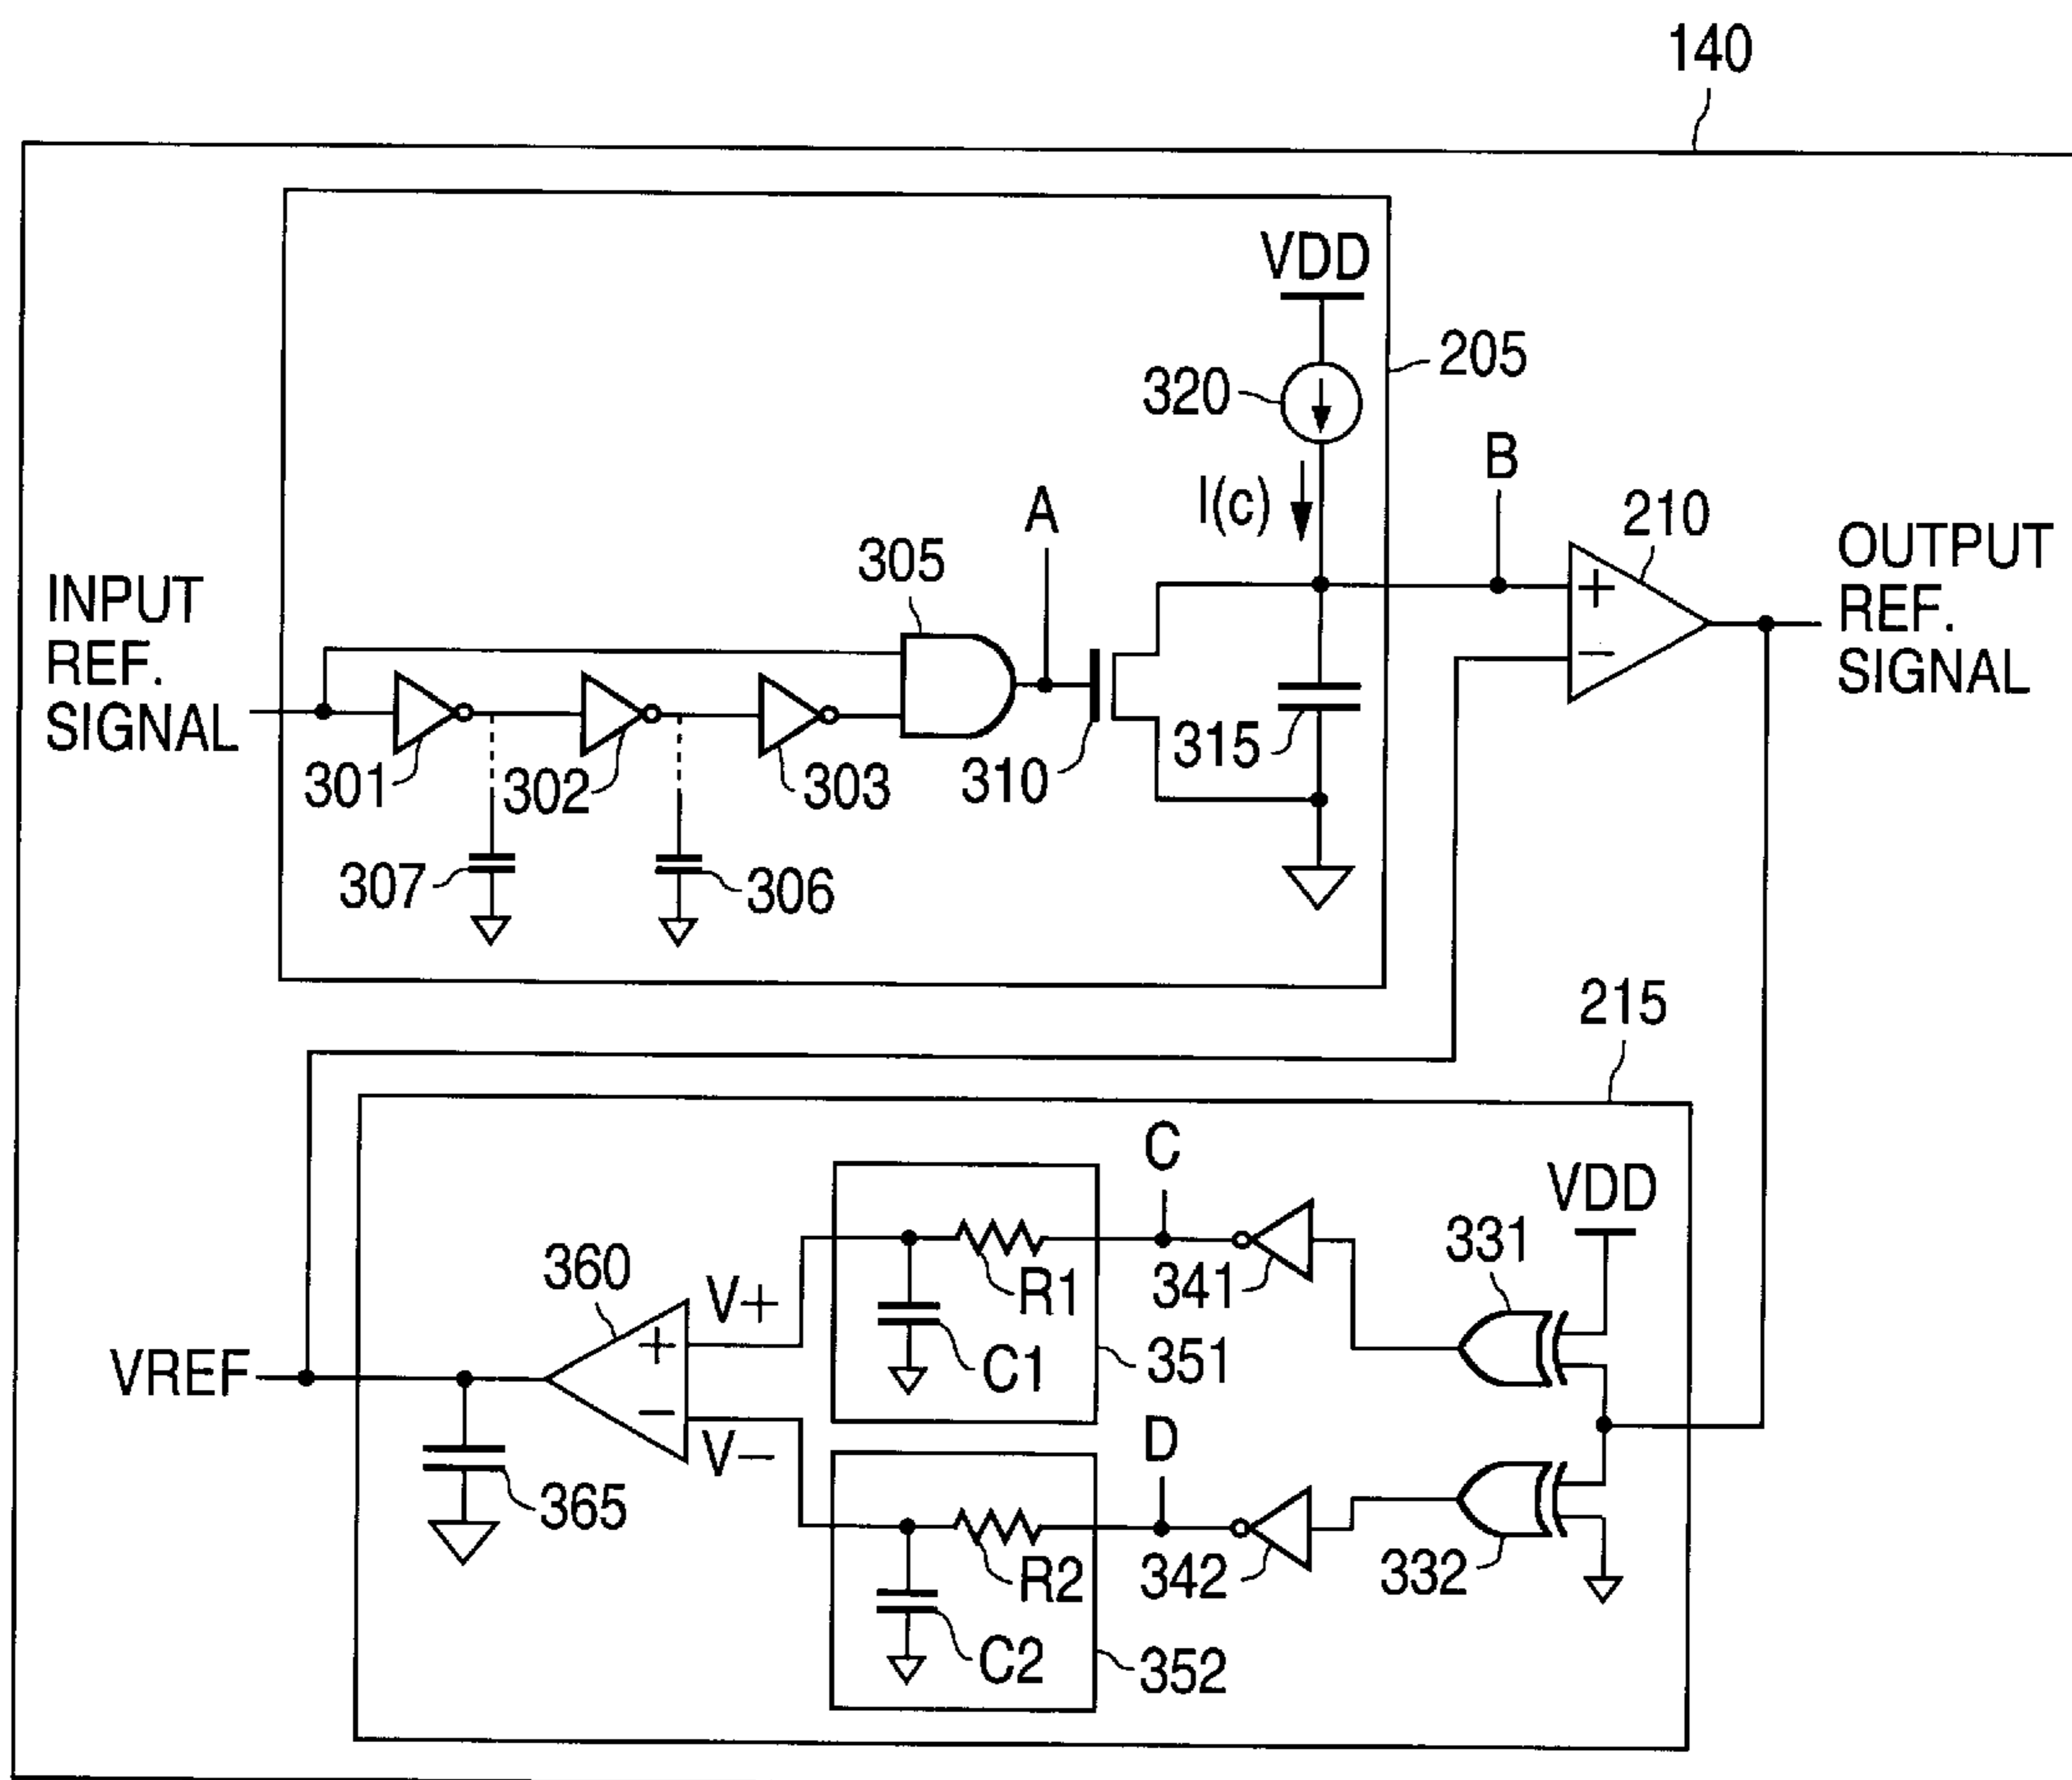 140
VDD
320
205
I(c)
B
210
A
305
OUTPUT
REF.
SIGNAL
INPUT
REF.
SIGNAL
+
−
301
302
303
310
315
307
306
215
C
VDD
331
341
R1
360
V+
+
C1
351
VREF
−
V−
D
365
R2
342
332
C2
352